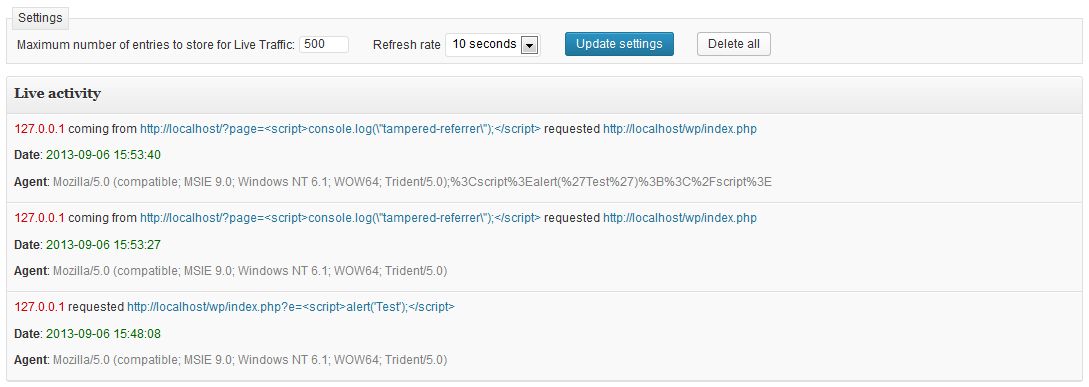 Settings
Maximum number of entries to store for Live Traffic: 500 Refresh rate 10 seconds Update settings Delete all
Live activity
127.0.0.1 coming from http://localhost/?page=<script>console.log(\"tampered-referrer\");</script> requested http://localhost/wp/index.php
Date: 2013-09-06 15:53:40
Agent: Mozilla/5.0 (compatible; MSIE 9.0; Windows NT 6.1; WOW64; Trident/5.0);%3Cscript%3Ealert(%27Test%27)%3B%3C%2Fscript%3E
127.0.0.1 coming from http://localhost/?page=<script>console.log(\"tampered-referrer\");</script> requested http://localhost/wp/index.php
Date: 2013-09-06 15:53:27
Agent: Mozilla/5.0 (compatible; MSIE 9.0; Windows NT 6.1; WOW64; Trident/5.0)
127.0.0.1 requested http://localhost/wp/index.php?e=<script>alert('Test');</script>
Date: 2013-09-06 15:48:08
Agent: Mozilla/5.0 (compatible; MSIE 9.0; Windows NT 6.1; WOW64; Trident/5.0)